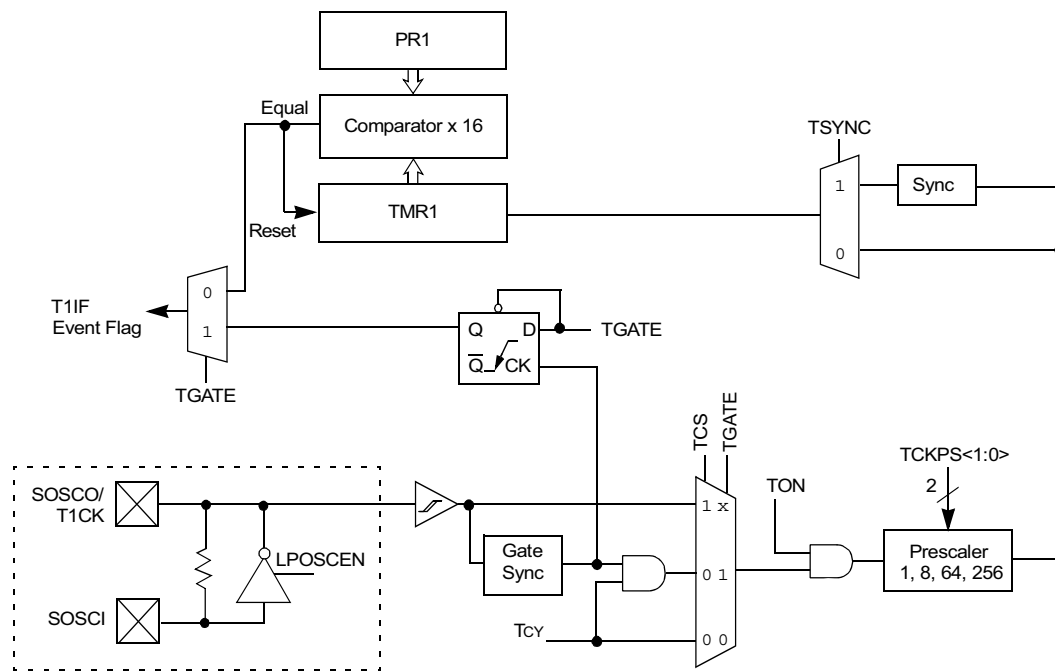 PR1
Equal
Comparator x 16
TSYNC
1
Sync
TMR1
Reset
0
T1IF
Event Flag
0
1
Q
D
TGATE
Q
CK
TGATE
TCS
TGATE
TCKPS<1:0>
2
SOSCO/
T1CK
TON
1 x
LPOSCEN
Gate
Sync
0 1
Prescaler
1, 8, 64, 256
SOSCI
TCY
0 0